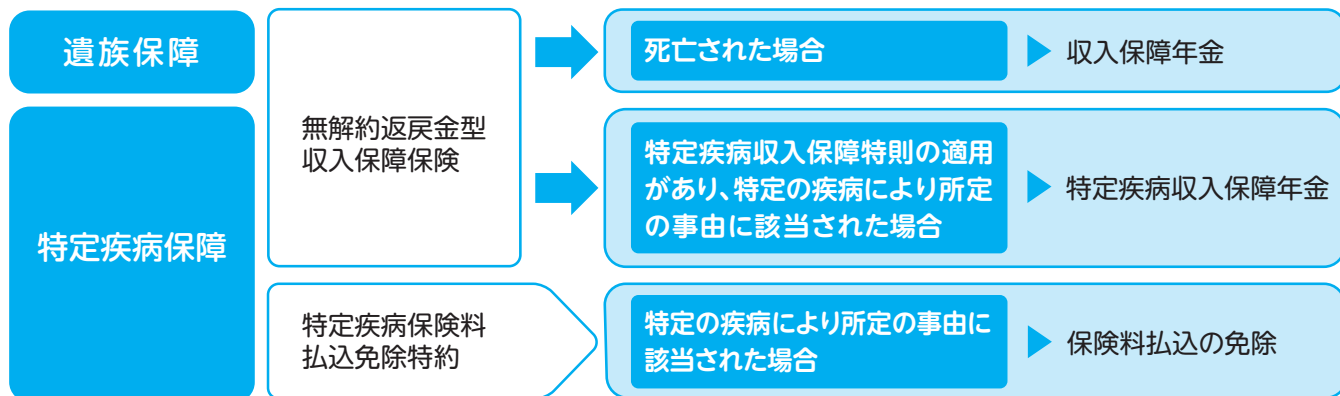 遺族保障
無解約返戻金型
収入保障保険
死亡された場合
収入保障年金
特定疾病保障
特定疾病収入保障特則の適用
があり、特定の疾病により所定
の事由に該当された場合
特定疾病収入保障年金
特定疾病保険料
払込免除特約
特定の疾病により所定の事由に
該当された場合
保険料払込の免除